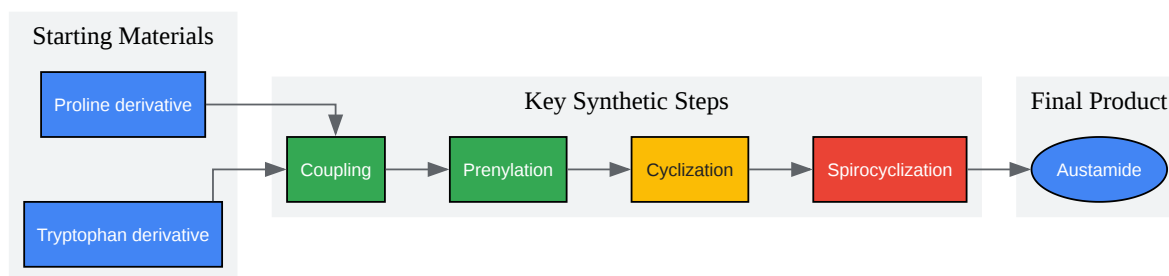 Starting Materials
Proline derivative
Tryptophan derivative
Key Synthetic Steps
Coupling
Prenylation
Cyclization
Spirocyclization
Final Product
Austamide